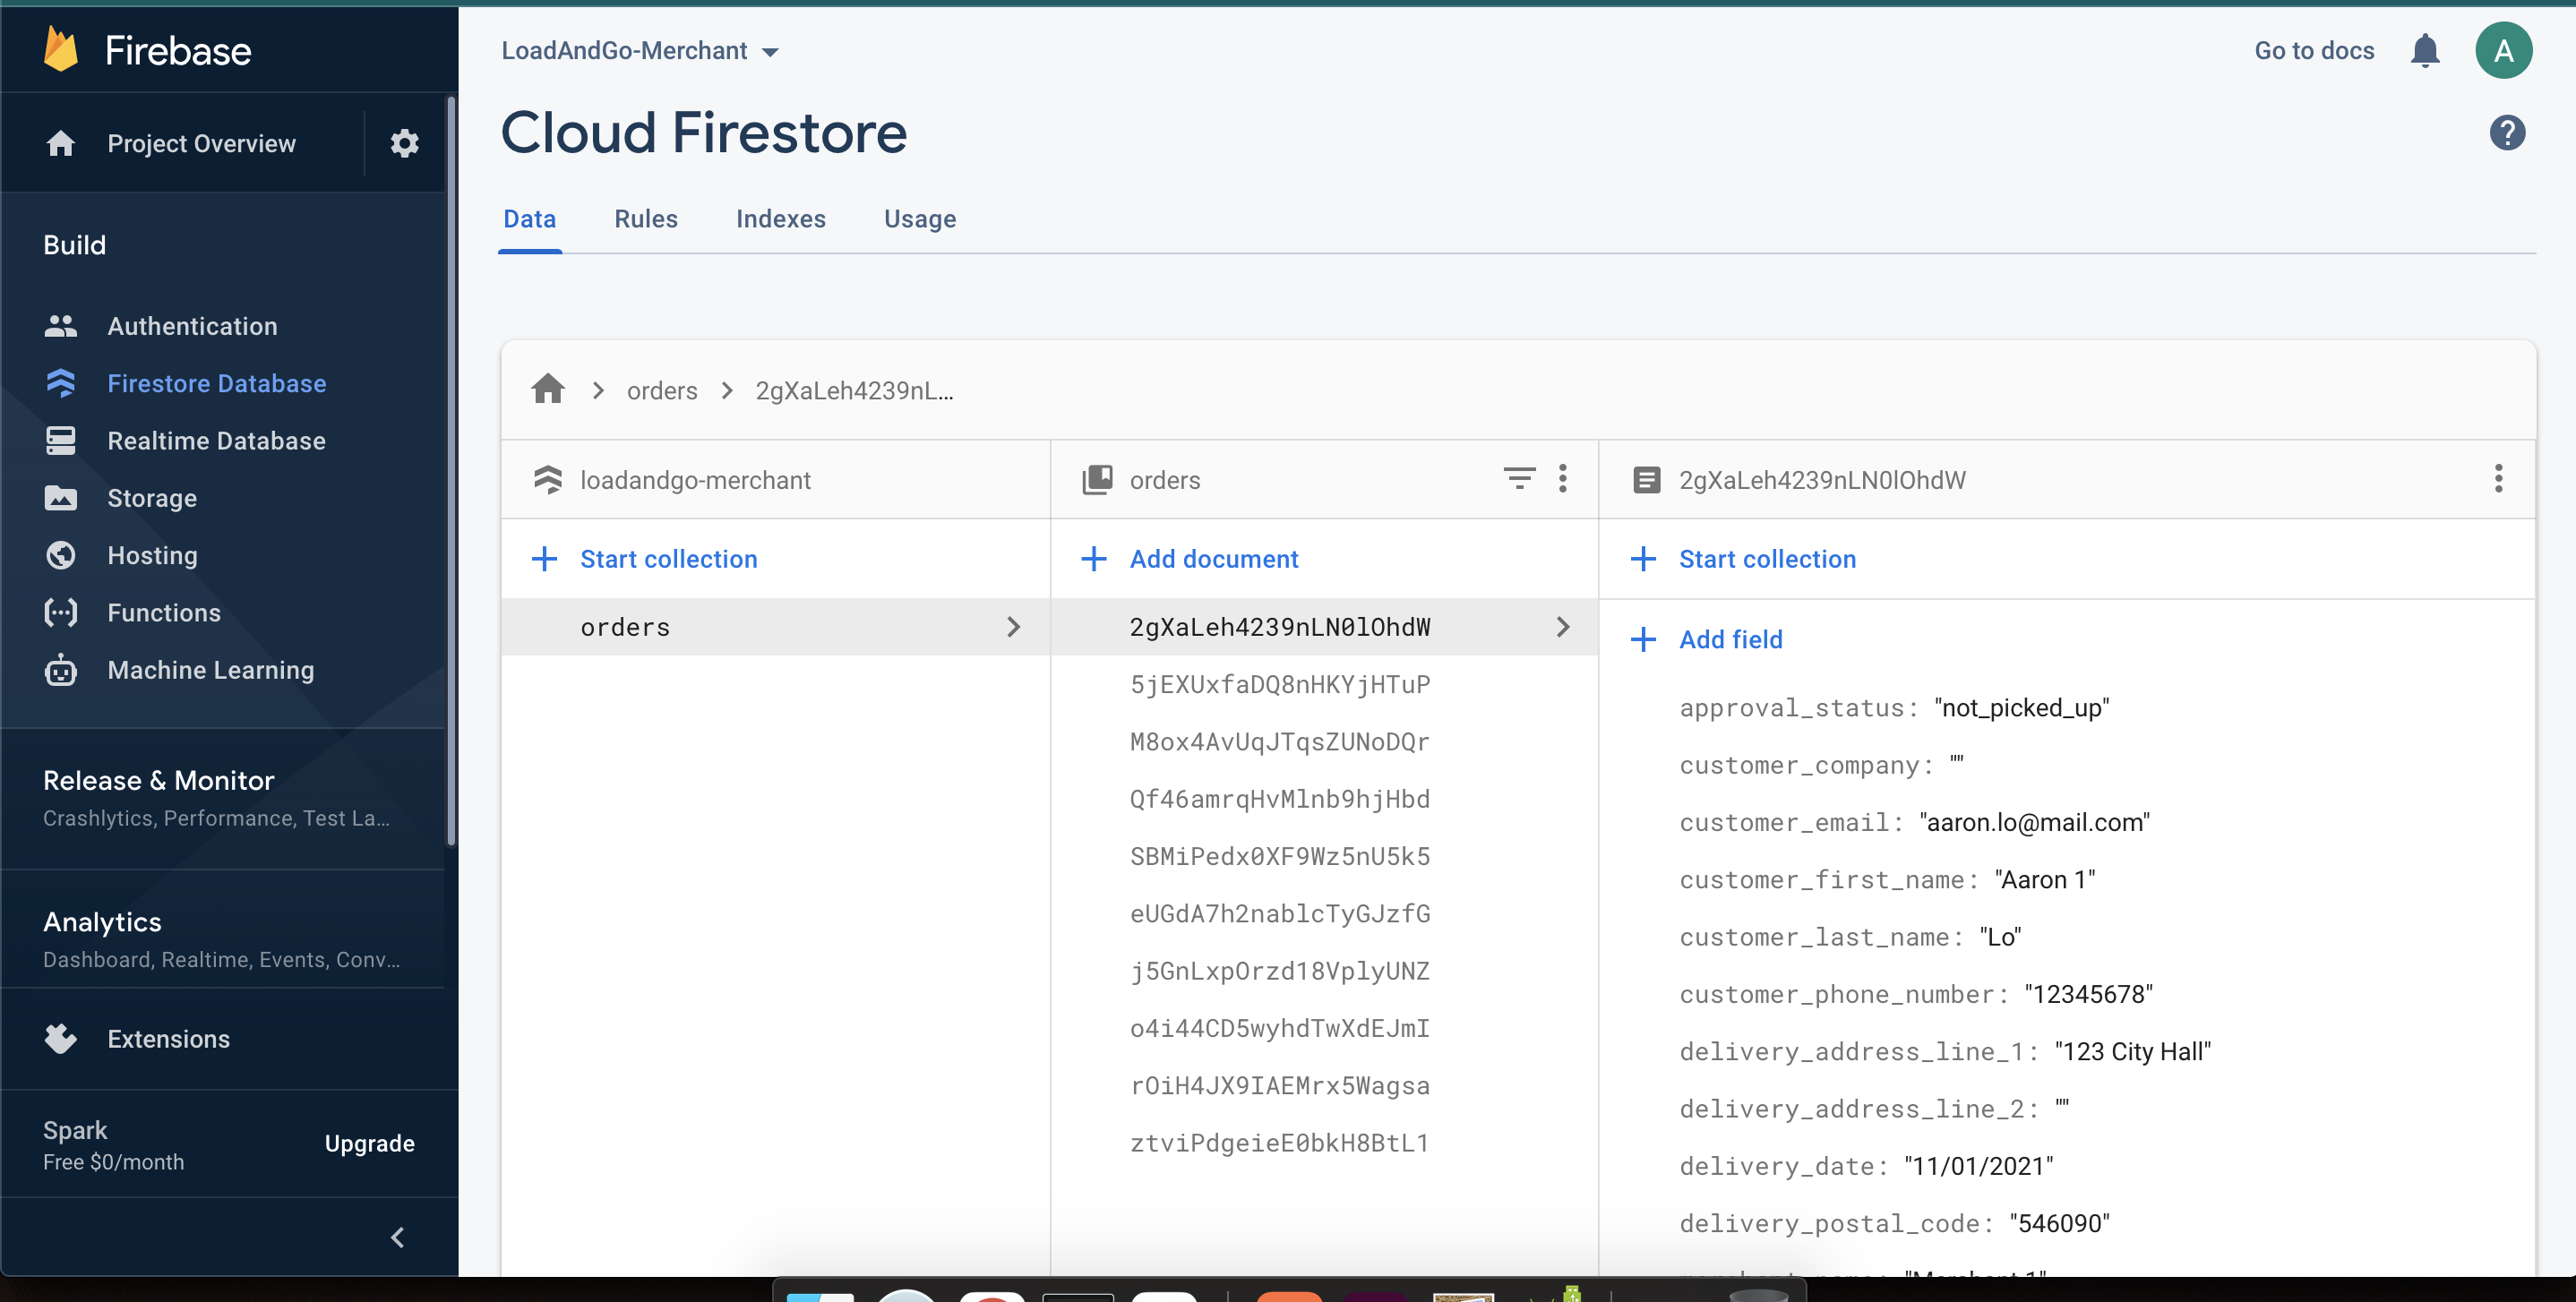 Firebase
LoadAndGo-Merchant
Go to docs
A
Project Overview
Cloud Firestore
?
Data
Rules
Indexes
Usage
Build
Authentication
Firestore Database
Realtime Database
Storage
Hosting
Functions
Machine Learning
Release & Monitor
Crashlytics, Performance, Test La...
Analytics
Dashboard, Realtime, Events, Conv...
Extensions
Spark
Free $0/month
Upgrade
orders
2gXaLeh4239nL...
loadandgo-merchant
Start collection
orders
orders
Add document
2gXaLeh4239nLN0lOhdW
5jEXUxfaDQ8nHKYjHTuP
M8ox4AvUqJTqsZUNoDQr
Qf46amrqHvMlnb9hjHbd
SBMiPedx0XF9Wz5nU5k5
eUGdA7h2nablcTyGJzfG
j5GnLxpOrzd18VplyUNZ
o4i44CD5wyhdTwXdEJmI
rOiH4JX9IAEMrx5Wagsa
ztviPdgeieE0bkH8BtL1
2gXaLeh4239nLN0lOhdW
Start collection
Add field
approval_status: "not_picked_up"
customer_company: ""
customer_email: "aaron.lo@mail.com"
customer_first_name: "Aaron 1"
customer_last_name: "Lo"
customer_phone_number: "12345678"
delivery_address_line_1: "123 City Hall"
delivery_address_line_2: ""
delivery_date: "11/01/2021"
delivery_postal_code: "546090"